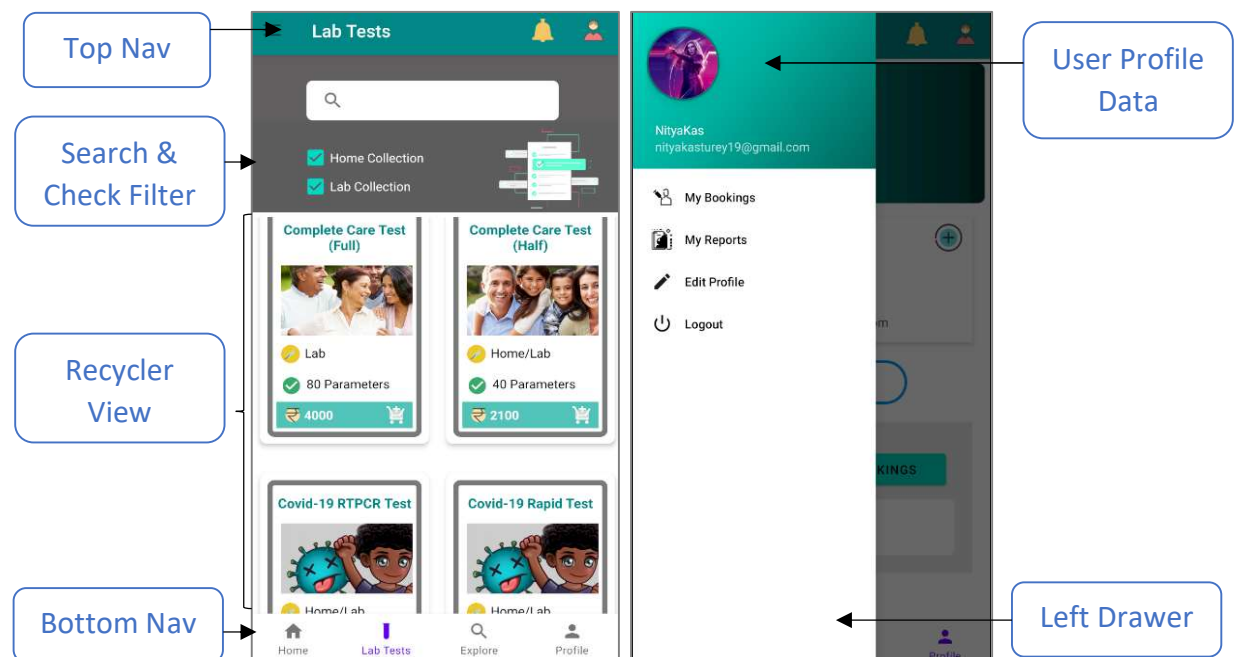 Top Nav
Search &
Check Filter
Recycler
View
Bottom Nav
Lab Tests
Home Collection
Lab Collection
Complete Care Test
(Full)
Lab
80 Parameters
4000
Complete Care Test
(Half)
Home/Lab
40 Parameters
2100
Covid-19 RTPCR Test
Home/Lab
Covid-19 Rapid Test
Home/Lab
Home
Lab Tests
Explore
Profile
NityaKas
nityakasturey19@gmail.com
My Bookings
My Reports
Edit Profile
Logout
om
KINGS
Profile
User Profile
Data
Left Drawer